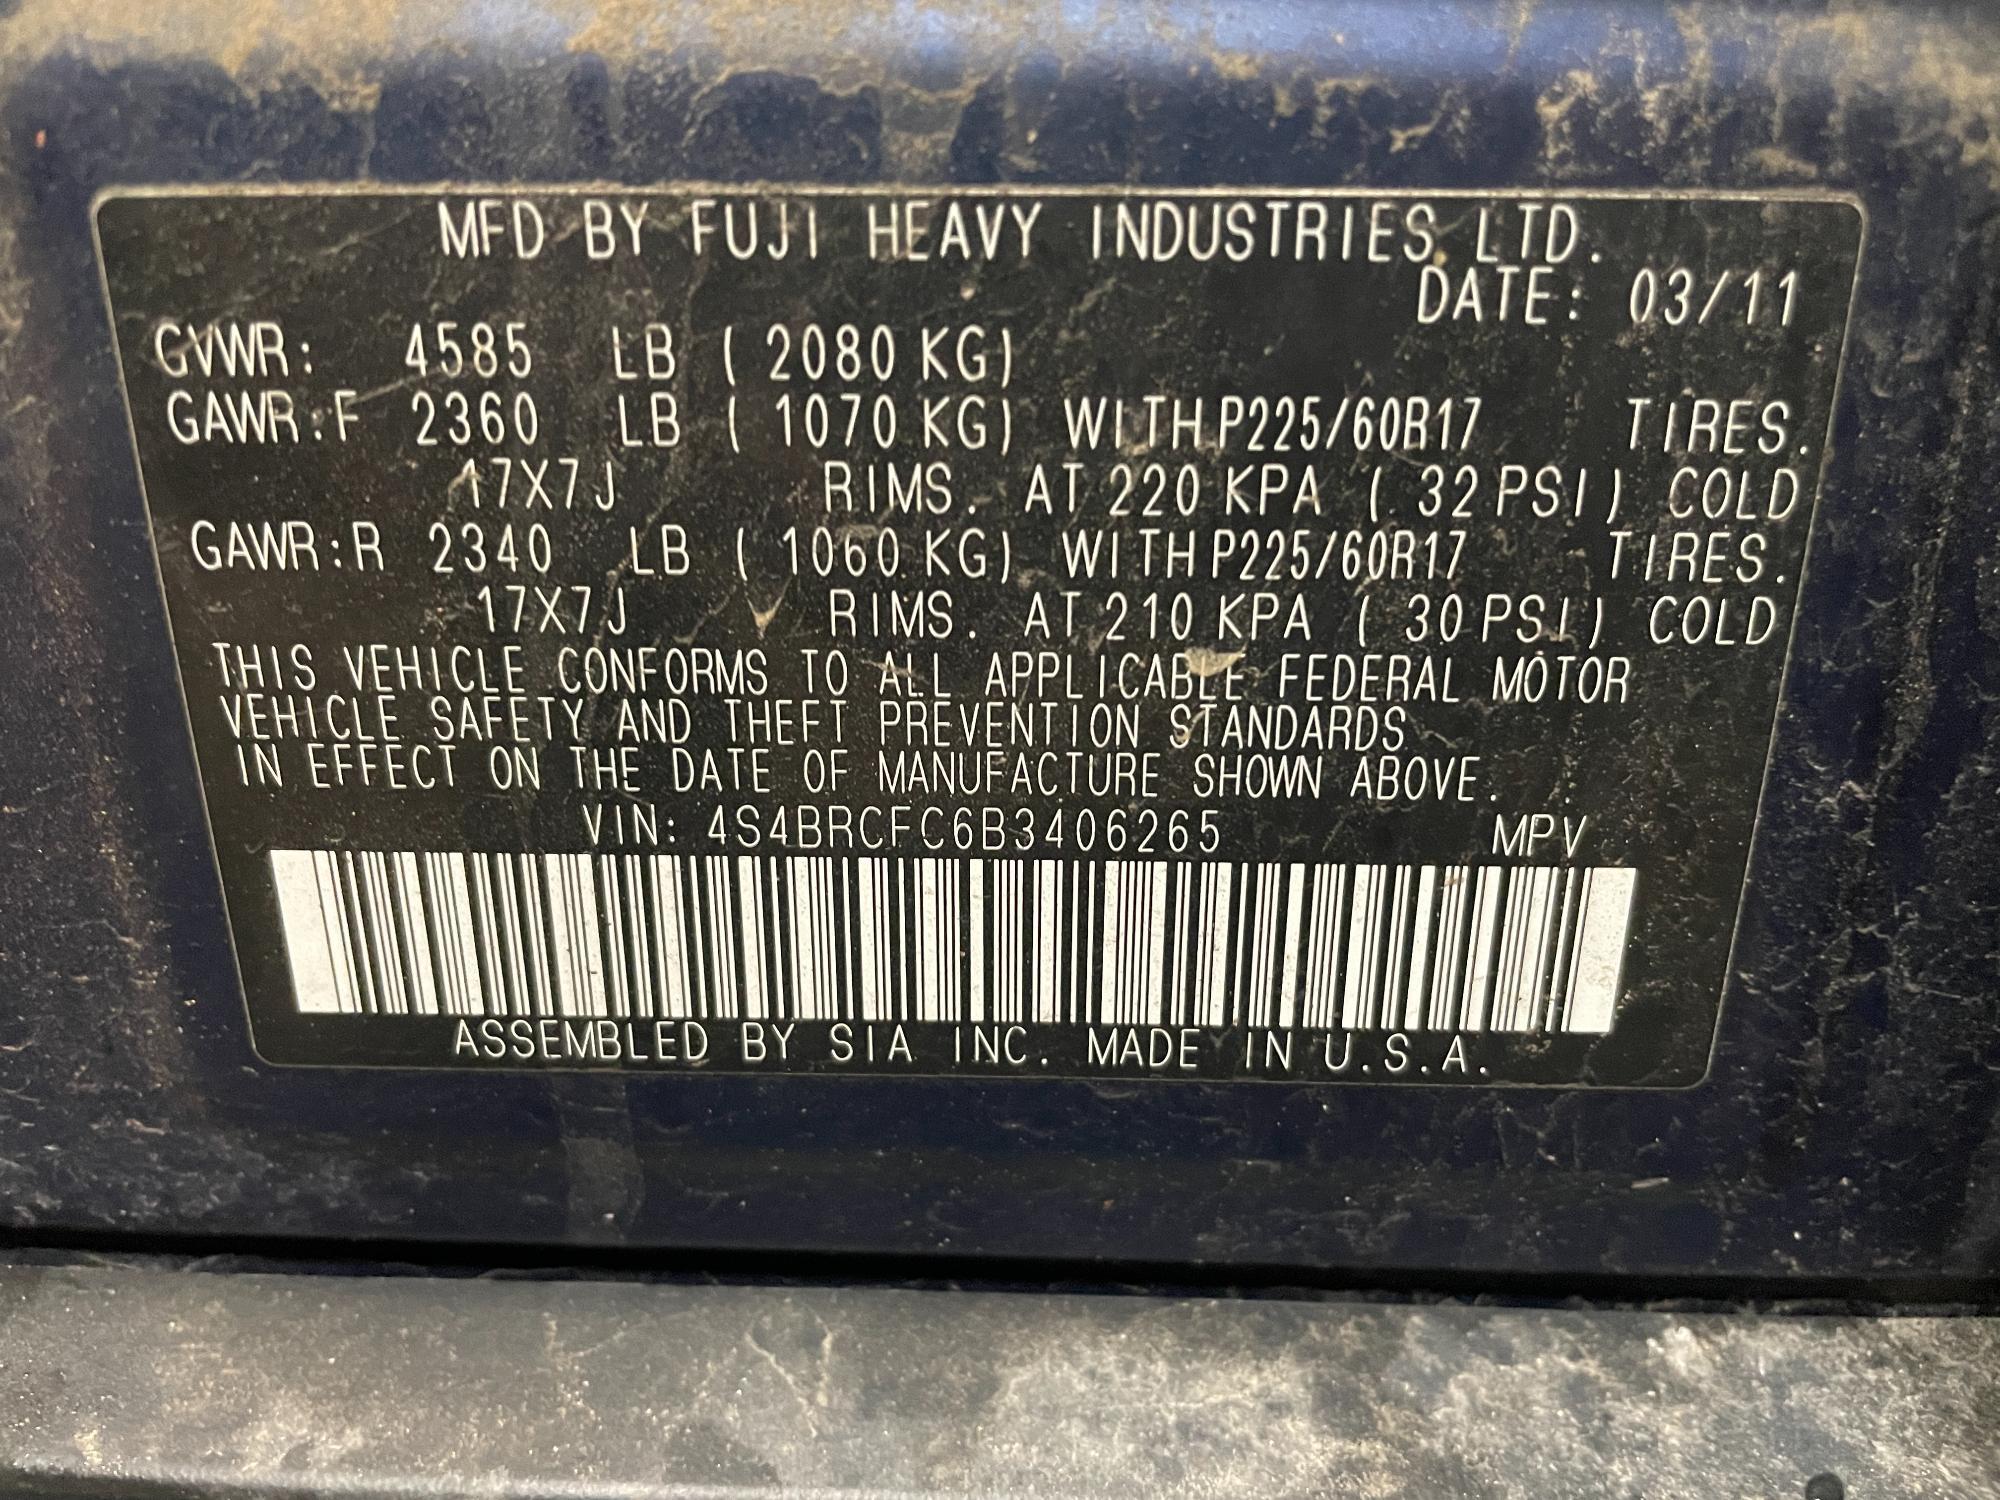 MFD BY FUJI HEAVY INDUSTRIES LTD.
DATE: 03/11
GVWR: 4585 LB ( 2080 KG)
GAWR:F 2360 LB ( 1070 KG) WITH P225/60R17 TIRES.
17X7J RIMS. AT 220 KPA ( 32 PSI) COLD
GAWR:R 2340 LB ( 1060 KG) WITH P225/60R17 TIRES.
17X7J RIMS. AT 210 KPA ( 30 PSI) COLD
THIS VEHICLE CONFORMS TO ALL APPLICABLE FEDERAL MOTOR
VEHICLE SAFETY AND THEFT PREVENTION STANDARDS
IN EFFECT ON THE DATE OF MANUFACTURE SHOWN ABOVE.
VIN: 4S4BRCFC6B3406265 MPV
ASSEMBLED BY SIA INC. MADE IN U.S.A.